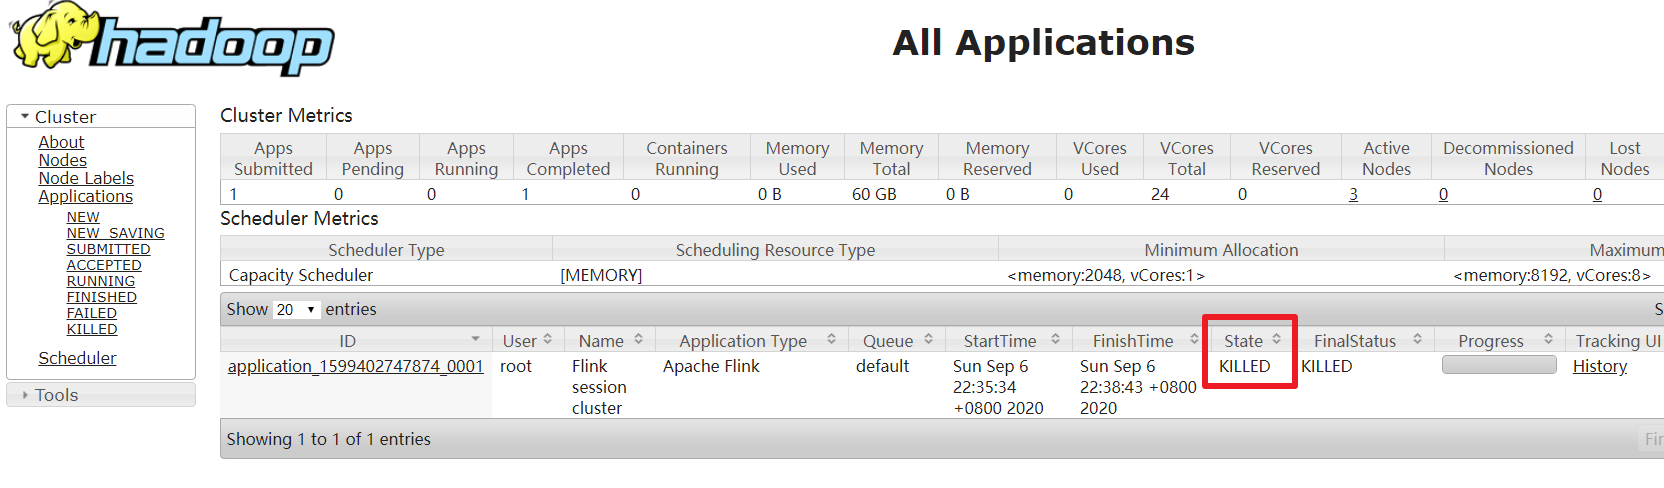 hadoop
All Applications
Cluster
About
Nodes
Node Labels
Applications
NEW
NEW_SAVING
SUBMITTED
ACCEPTED
RUNNING
FINISHED
FAILED
KILLED
Scheduler
Tools
Cluster Metrics
Apps Submitted Apps Pending Apps Running Apps Completed Containers Running Memory Used Memory Total Memory Reserved VCores Used VCores Total VCores Reserved Active Nodes Decommissioned Nodes Lost Nodes
1 0 0 1 0 0 B 60 GB 0 B 0 24 0 3 0 0
Scheduler Metrics
Scheduler Type Scheduling Resource Type Minimum Allocation Maximum
Capacity Scheduler [MEMORY] <memory:2048, vCores:1> <memory:8192, vCores:8>
Show 20 entries S
ID User Name Application Type Queue StartTime FinishTime State FinalStatus Progress Tracking UI
application_1599402747874_0001 root Flink session cluster Apache Flink default Sun Sep 6 22:35:34 +0800 2020 Sun Sep 6 22:38:43 +0800 2020 KILLED KILLED History
Showing 1 to 1 of 1 entries Fir